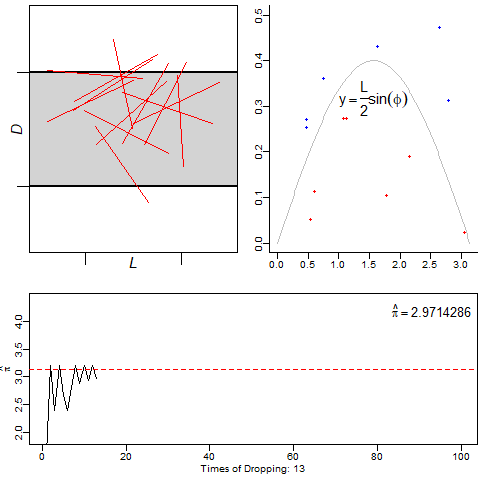 D
L
0.5
0.4
0.3
0.2
0.1
0.0
y = L/2 sin(ϕ)
0.0 0.5 1.0 1.5 2.0 2.5 3.0
π̂ = 2.9714286
π̂
4.0
3.5
3.0
2.5
2.0
0 20 40 60 80 100
Times of Dropping: 13